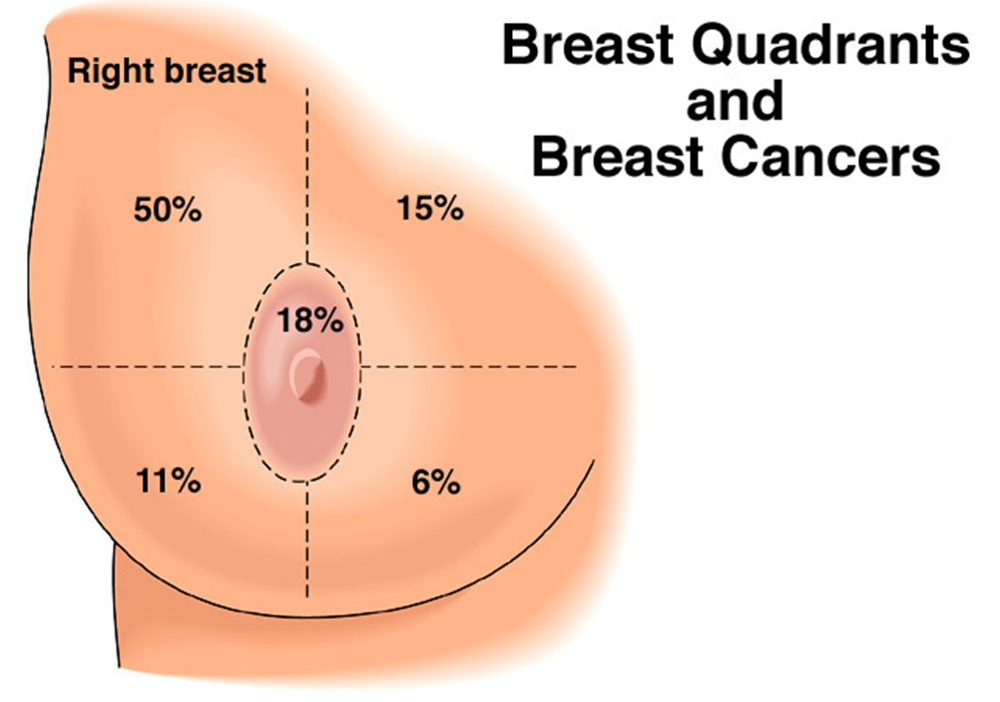 Breast Quadrants
and
Breast Cancers
Right breast
50%
15%
18%
11%
6%